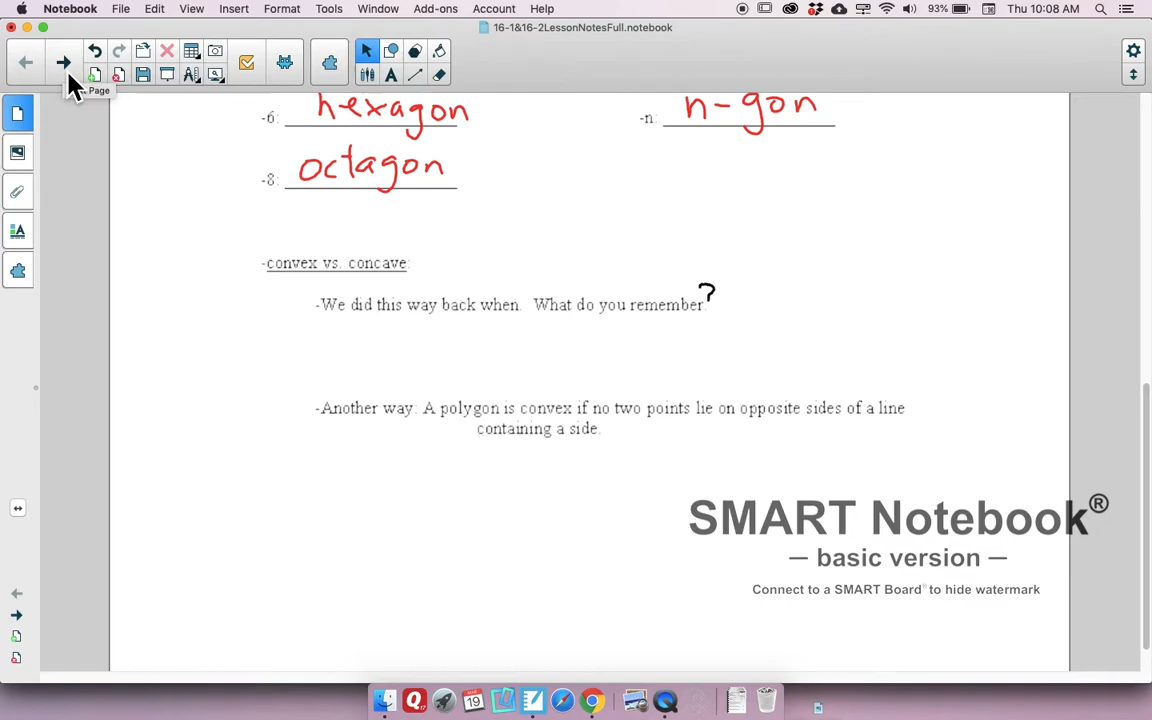 Notebook File Edit View Insert Format Tools Window Add-ons Account Help 93% Thu 10:08 AM
16-1&16-2LessonNotesFull.notebook
Page
-6: hexagon
-n: n-gon
-8: octagon
-convex vs. concave:
-We did this way back when. What do you remember?
-Another way: A polygon is convex if no two points lie on opposite sides of a line
containing a side.
SMART Notebook®
— basic version —
Connect to a SMART Board® to hide watermark